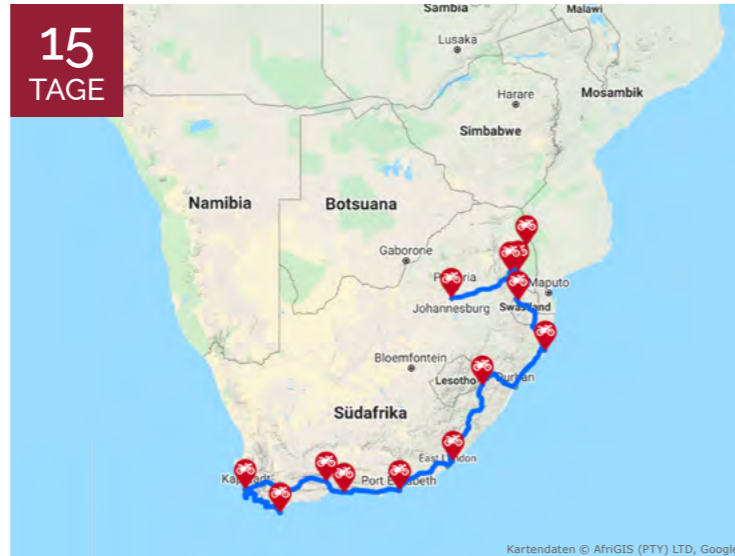 15
TAGE
Sambia
Malawi
Lusaka
Harare
Mosambik
Simbabwe
Namibia
Botsuana
Gaborone
Maputo
Johannesburg
Bloemfontein
Lesotho
Südafrika
East London
Port Elizabeth
Kartendaten © AfriGIS (PTY) LTD, Google